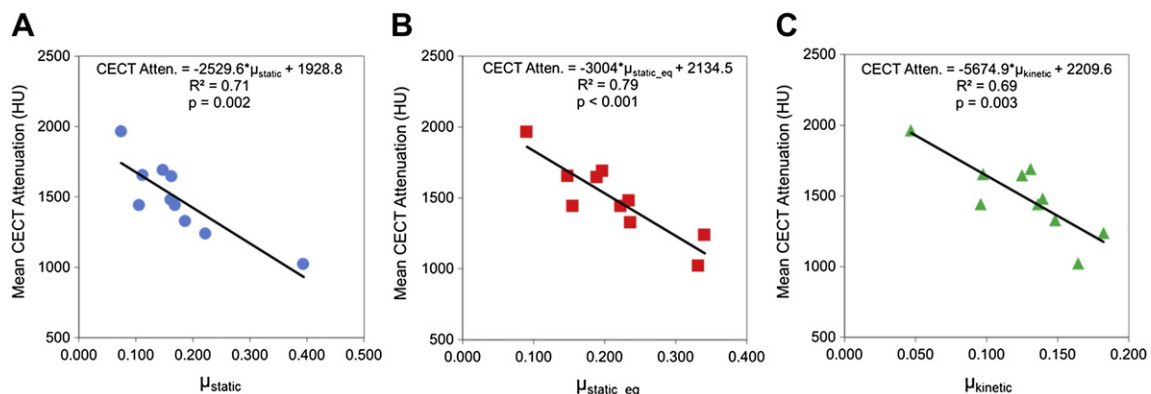 A
CECT Atten. = -2529.6*μstatic + 1928.8
R² = 0.71
p = 0.002
Mean CECT Attenuation (HU)
2500
2000
1500
1000
500
0.000 0.100 0.200 0.300 0.400 0.500
μstatic
B
CECT Atten. = -3004*μstatic_eq + 2134.5
R² = 0.79
p < 0.001
Mean CECT Attenuation (HU)
2500
2000
1500
1000
500
0.000 0.100 0.200 0.300 0.400
μstatic_eq
C
CECT Atten. = -5674.9*μkinetic + 2209.6
R² = 0.69
p = 0.003
Mean CECT Attenuation (HU)
2500
2000
1500
1000
500
0.000 0.050 0.100 0.150 0.200
μkinetic